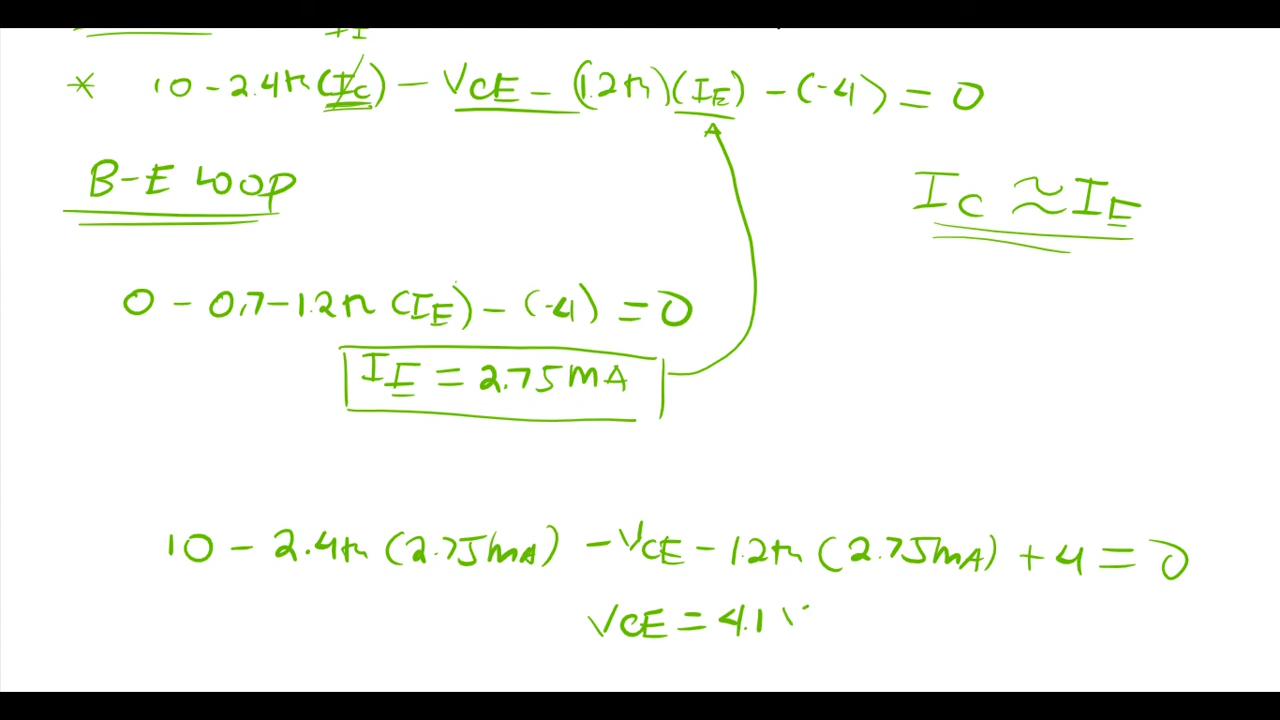 * 10 - 2.4k(IC) - VCE - (1.2k)(IE) - (-4) = 0
B-E LOOP
IC ≈ IE
0 - 0.7 - 1.2k (IE) - (-4) = 0
IE = 2.75mA
10 - 2.4k (2.75mA) - VCE - 1.2k (2.75mA) + 4 = 0
VCE = 4.1 V